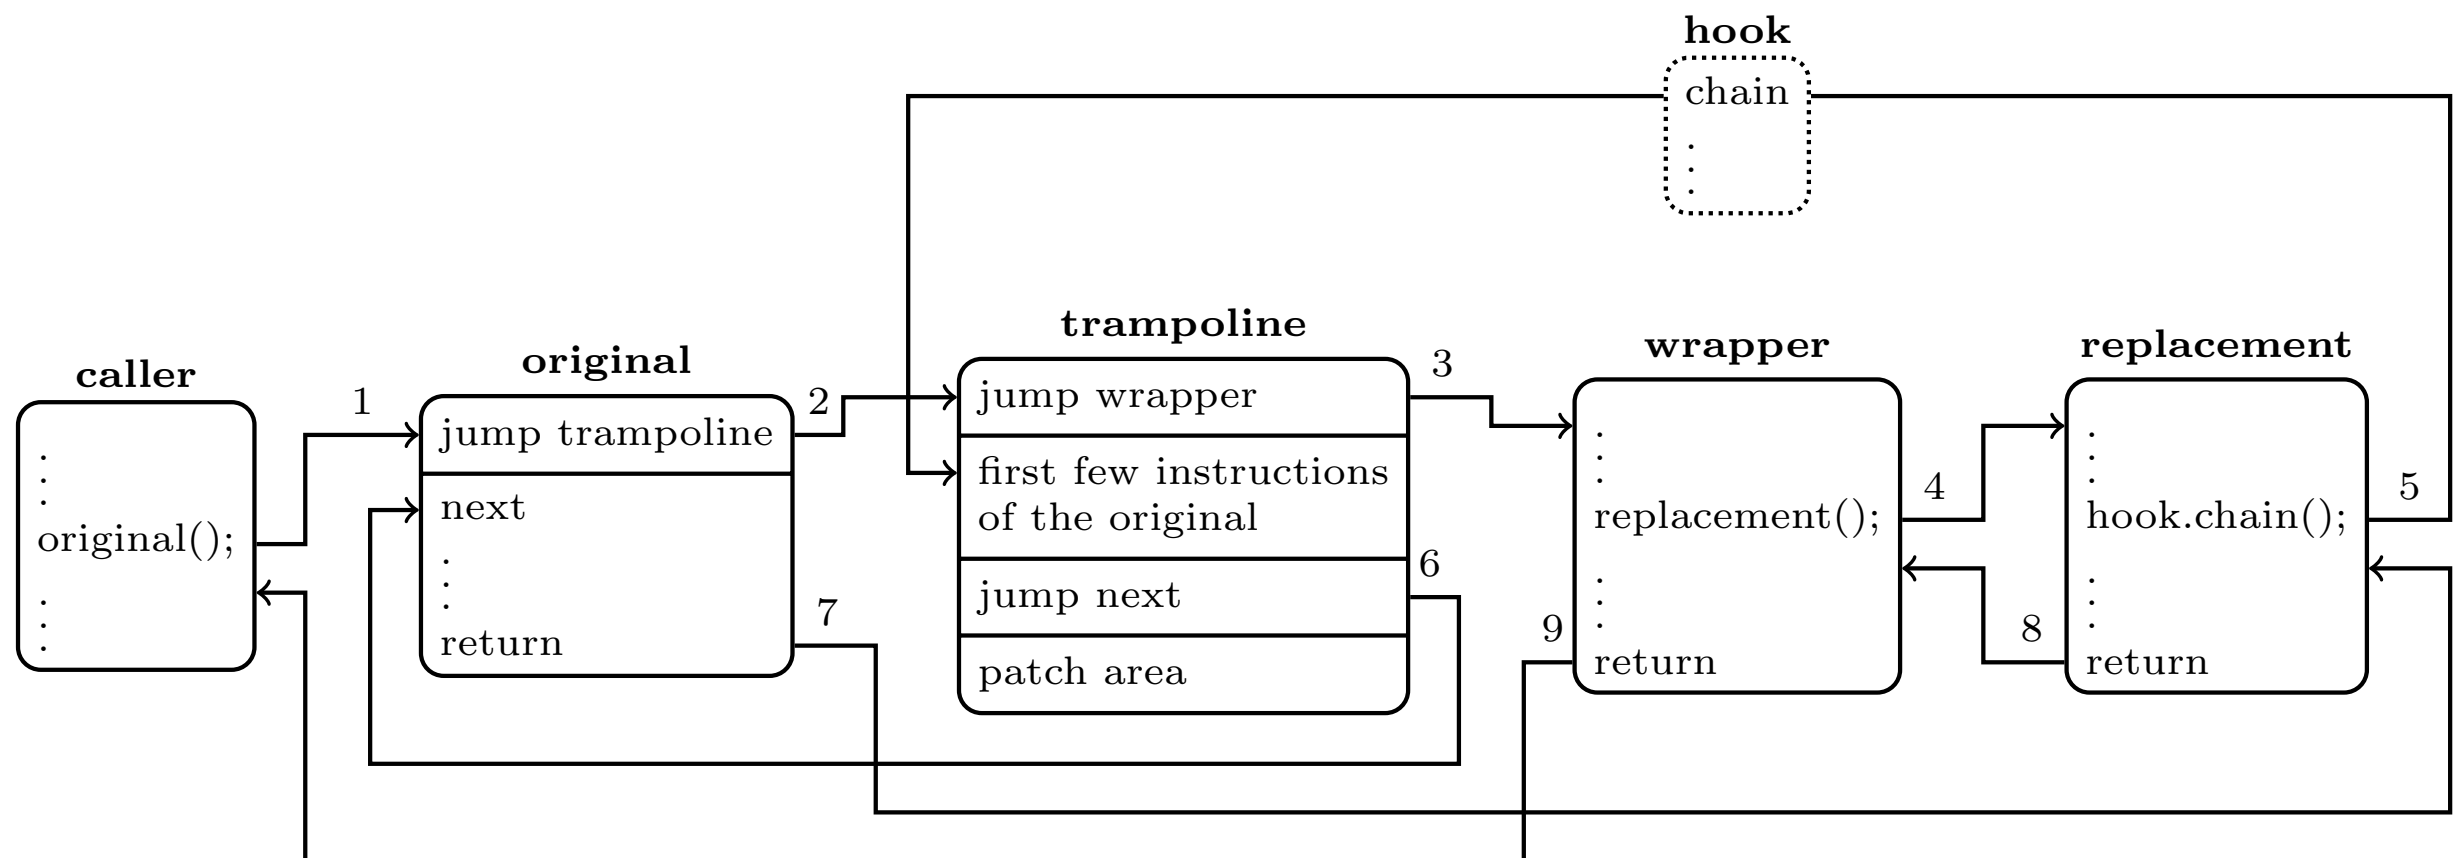 hook
chain
.
.
.
caller
.
.
.
original();
.
.
.
1
original
jump trampoline
next
.
.
.
return
2
7
trampoline
jump wrapper
first few instructions
of the original
jump next
patch area
3
6
wrapper
.
.
.
replacement();
.
.
.
return
9
4
8
replacement
.
.
.
hook.chain();
.
.
.
return
5